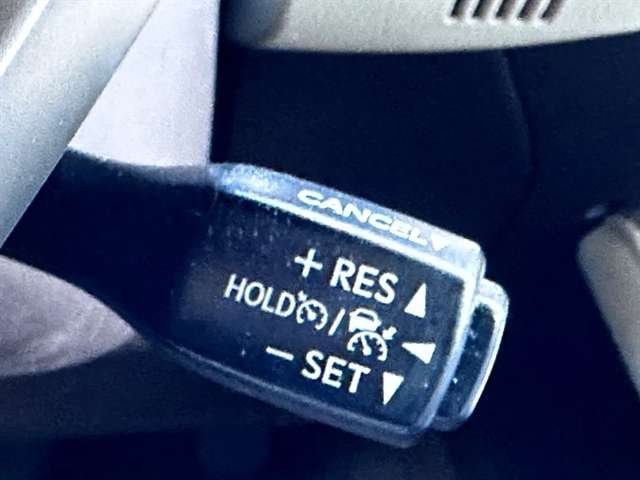 CANCEL▼
+ RES ▲
HOLD / ◀
− SET ▼